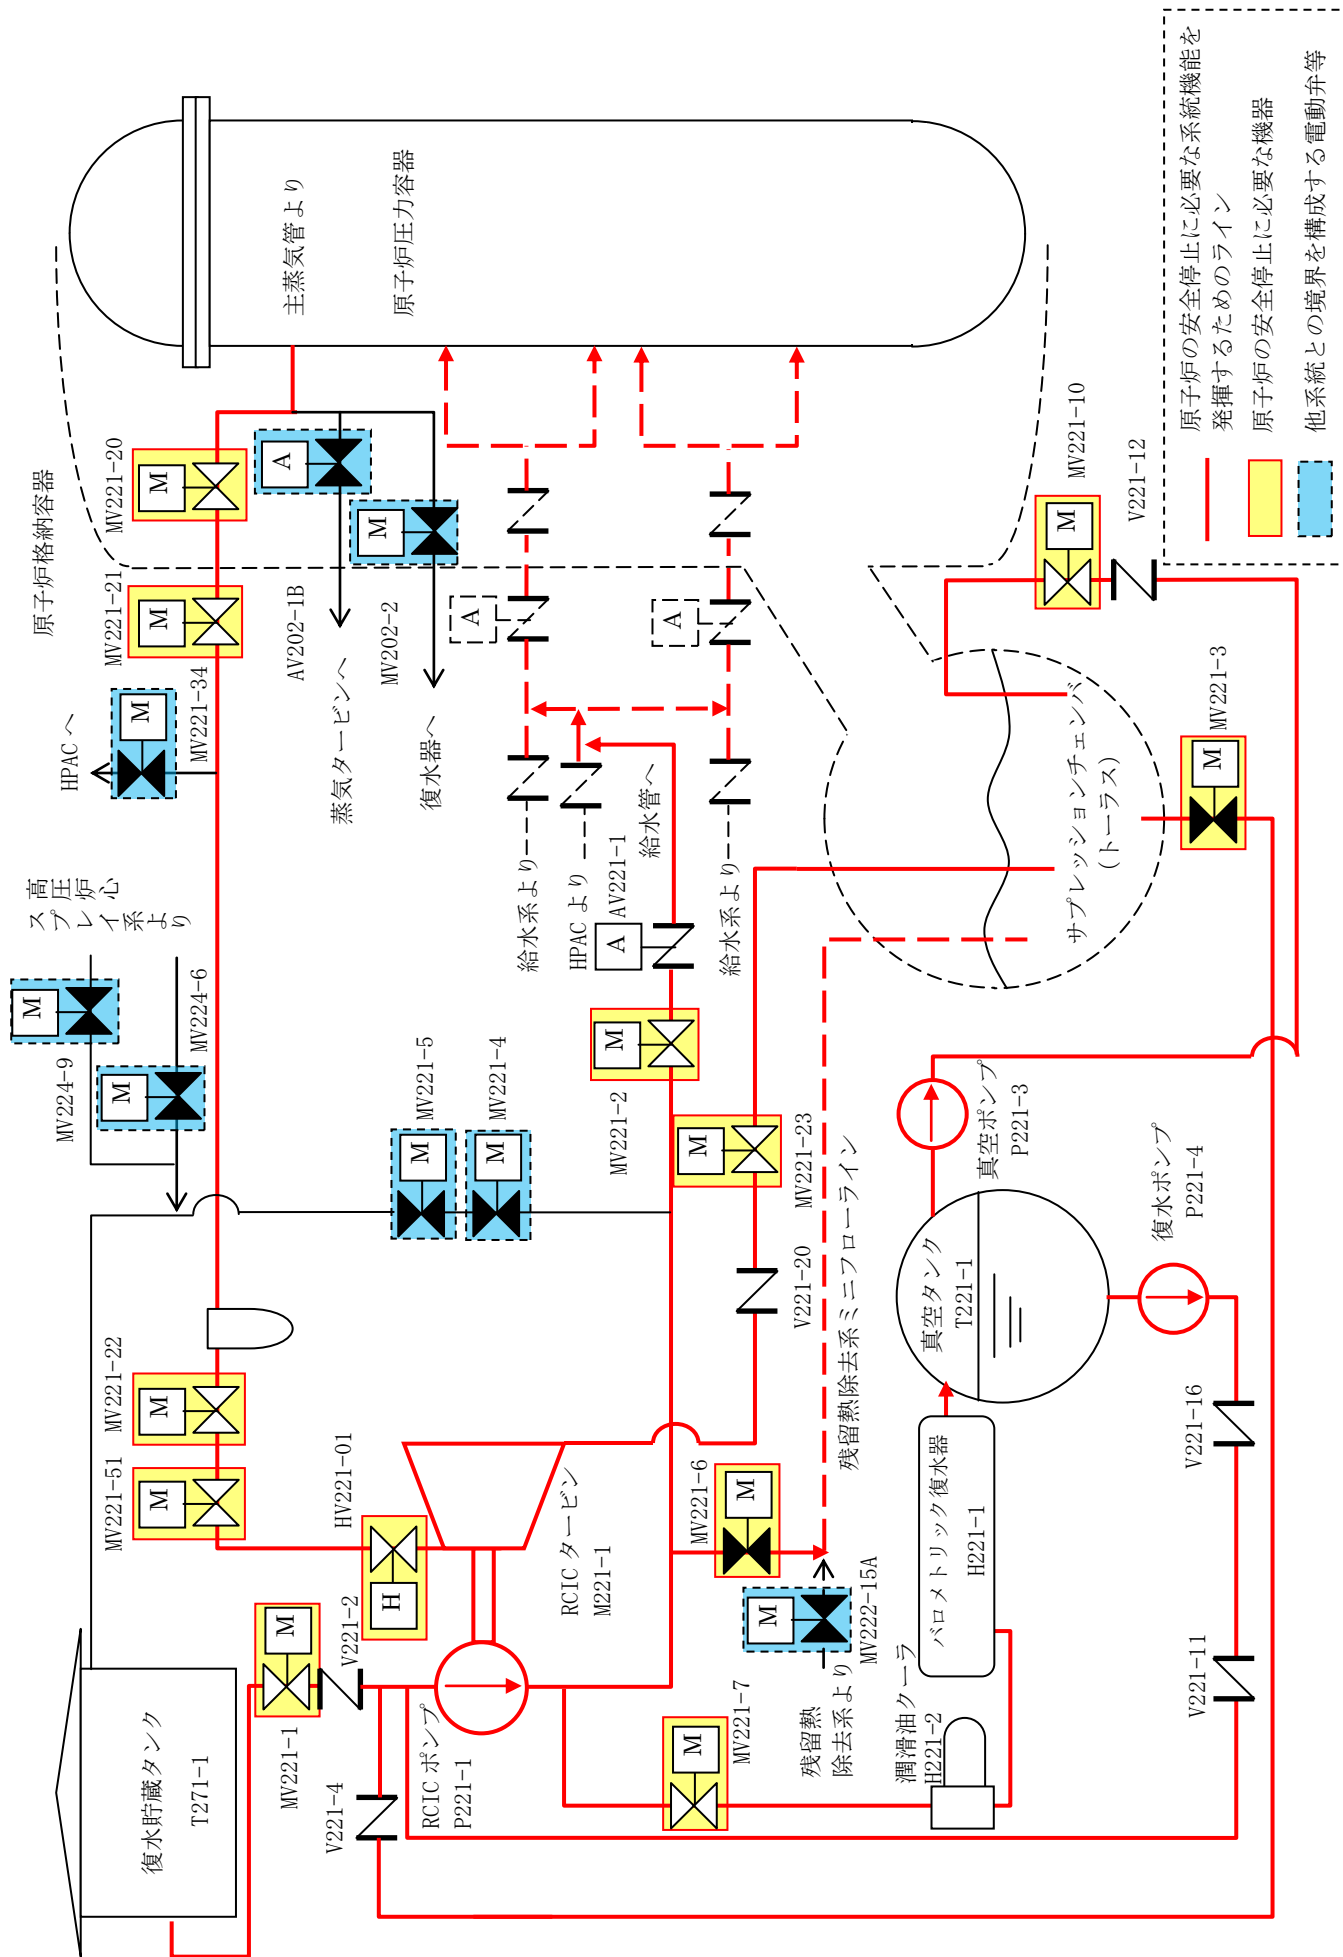 原子炉格納容器
MV221-20
MV221-21
MV221-34
HPACへ
主蒸気管より
原子炉圧力容器
AV202-1B
蒸気タービンへ
MV202-2
復水器へ
高圧炉心
スプレイ系より
MV224-9
MV224-6
MV221-5
MV221-4
MV221-22
MV221-51
HV221-01
RCICタービン
M221-1
復水貯蔵タンク
T271-1
MV221-1
V221-2
V221-4
RCICポンプ
P221-1
給水系より
HPACより
AV221-1
給水管へ
給水系より
MV221-2
MV221-23
V221-20
残留熱除去系ミニフローライン
MV221-6
MV222-15A
残留熱
除去系より
MV221-7
潤滑油クーラ
H221-2
バロメトリック復水器
H221-1
真空タンク
T221-1
真空ポンプ
P221-3
復水ポンプ
P221-4
V221-16
V221-11
サプレッションチェンバ
(トーラス)
MV221-10
V221-12
MV221-3
原子炉の安全停止に必要な系統機能を
発揮するためのライン
原子炉の安全停止に必要な機器
他系統との境界を構成する電動弁等
M
M
M
A
M
A
A
M
M
M
M
M
M
H
M
A
M
M
M
M
M
M
M